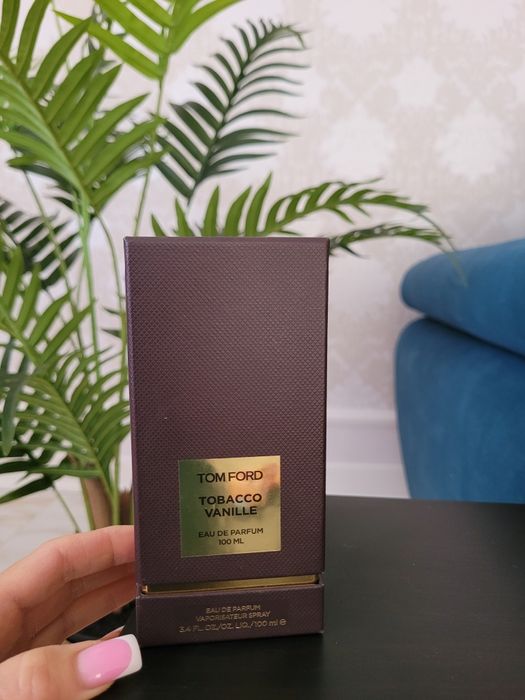 TOM FORD
TOBACCO
VANILLE
EAU DE PARFUM
100 ML
EAU DE PARFUM
VAPORISATEUR SPRAY
3.4 FL. OZ./OZ. LIQ./100 ml ℮